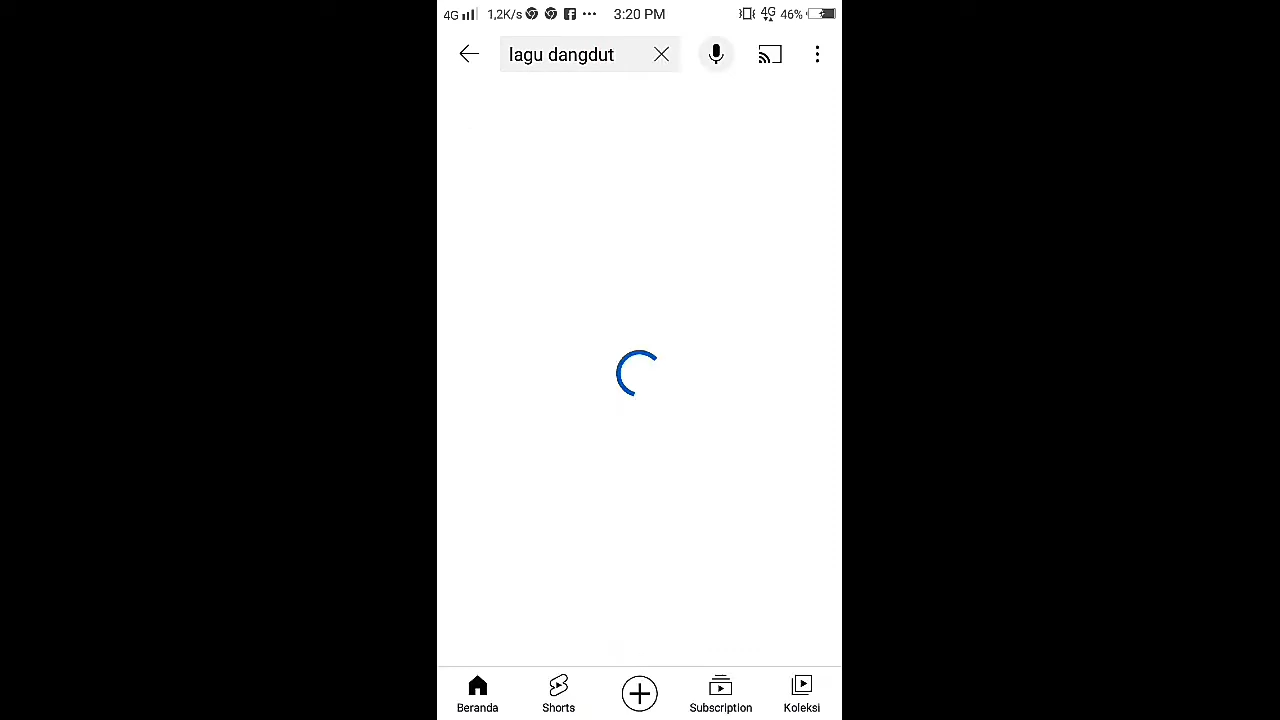 4G 1,2K/s 3:20 PM 4G 46%
lagu dangdut
Beranda Shorts Subscription Koleksi